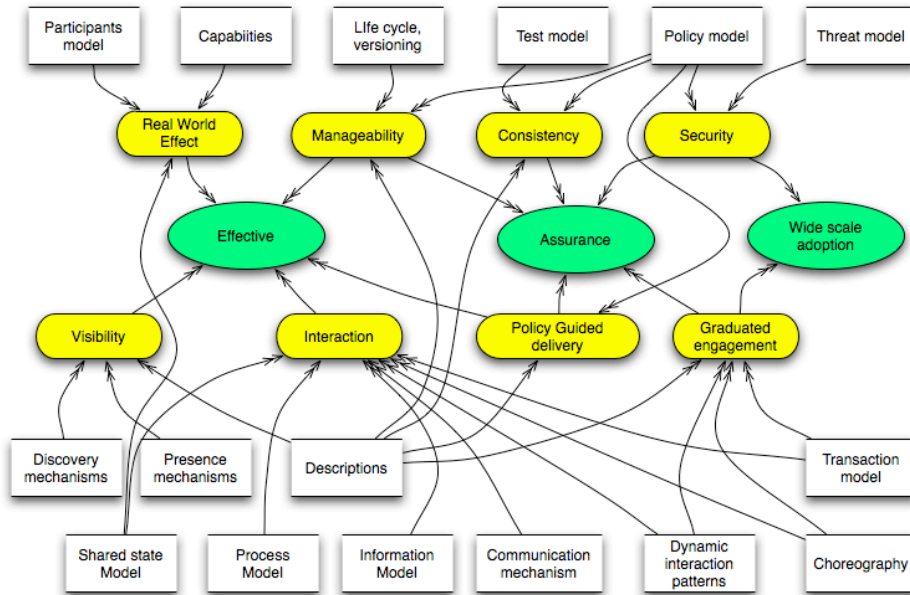 Participants
model
Capabiities
LIfe cycle,
versioning
Test model
Policy model
Threat model
Real World
Effect
Manageability
Consistency
Security
Effective
Assurance
Wide scale
adoption
Visibility
Interaction
Policy Guided
delivery
Graduated
engagement
Discovery
mechanisms
Presence
mechanisms
Descriptions
Transaction
model
Shared state
Model
Process
Model
Information
Model
Communication
mechanism
Dynamic
interaction
patterns
Choreography